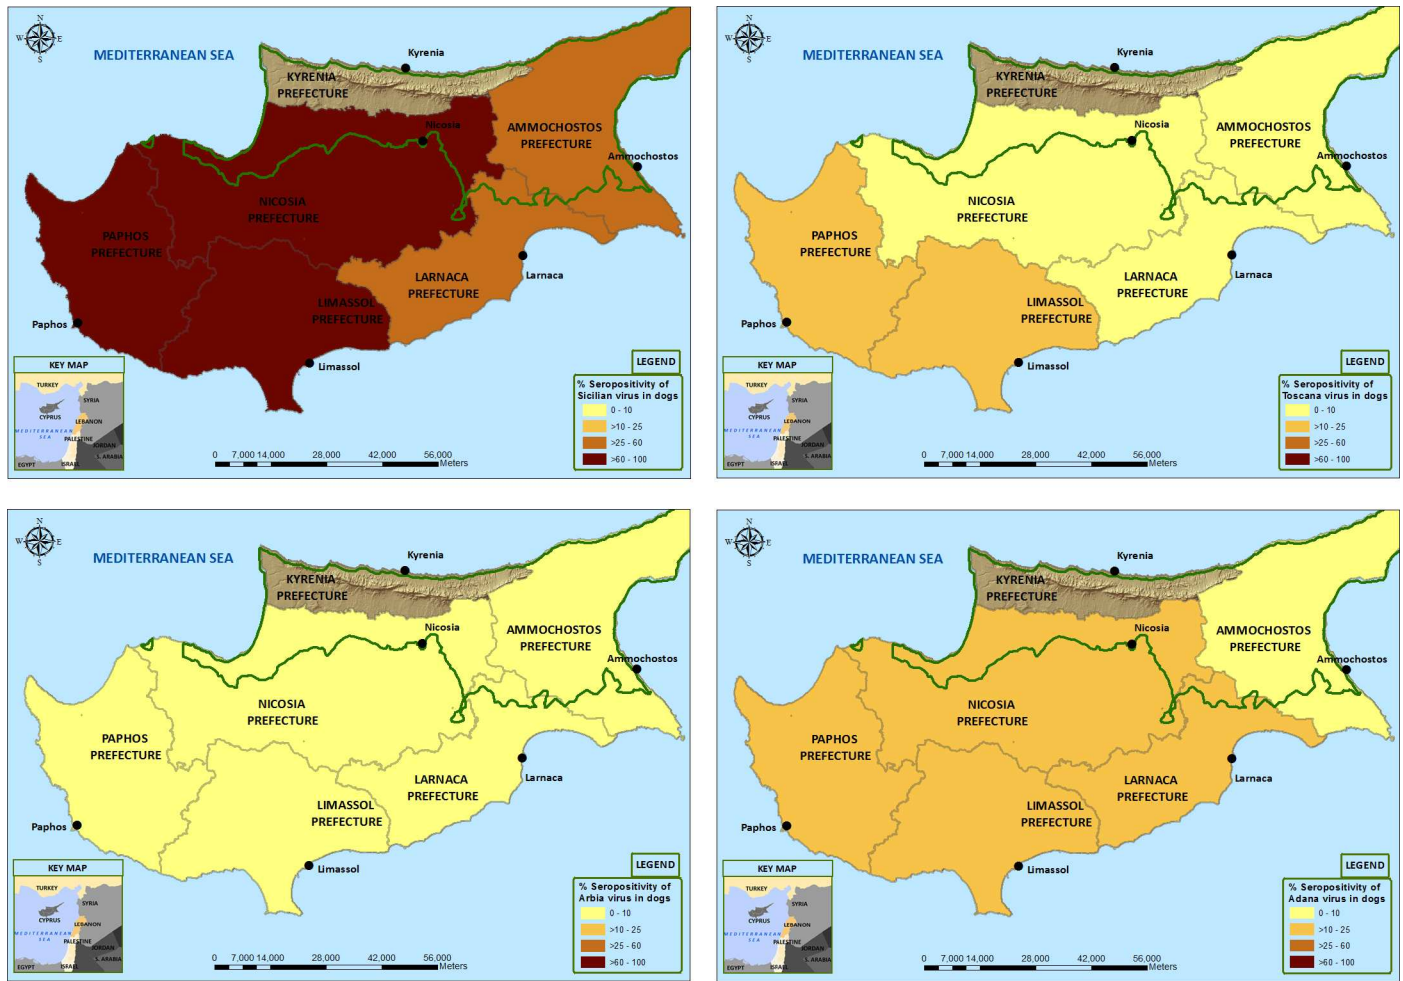 N
W E
S
MEDITERRANEAN SEA
Kyrenia
KYRENIA
PREFECTURE
Nicosia
AMMOCHOSTOS
PREFECTURE
Ammochostos
NICOSIA
PREFECTURE
PAPHOS
PREFECTURE
Larnaca
LARNACA
PREFECTURE
LIMASSOL
PREFECTURE
Paphos
Limassol
KEY MAP
TURKEY
SYRIA
CYPRUS
LEBANON
MEDITERRANEAN
SEA
PALESTINE
JORDAN
S. ARABIA
EGYPT
ISRAEL
0 7,000 14,000 28,000 42,000 56,000
Meters
LEGEND
% Seropositivity of
Sicilian virus in dogs
0 - 10
>10 - 25
>25 - 60
>60 - 100
N
W E
S
MEDITERRANEAN SEA
Kyrenia
KYRENIA
PREFECTURE
Nicosia
AMMOCHOSTOS
PREFECTURE
Ammochostos
NICOSIA
PREFECTURE
PAPHOS
PREFECTURE
Larnaca
LARNACA
PREFECTURE
LIMASSOL
PREFECTURE
Paphos
Limassol
KEY MAP
TURKEY
SYRIA
CYPRUS
LEBANON
MEDITERRANEAN
SEA
PALESTINE
JORDAN
S. ARABIA
EGYPT
ISRAEL
0 7,000 14,000 28,000 42,000 56,000
Meters
LEGEND
% Seropositivity of
Toscana virus in dogs
0 - 10
>10 - 25
>25 - 60
>60 - 100
N
W E
S
MEDITERRANEAN SEA
Kyrenia
KYRENIA
PREFECTURE
Nicosia
AMMOCHOSTOS
PREFECTURE
Ammochostos
NICOSIA
PREFECTURE
PAPHOS
PREFECTURE
Larnaca
LARNACA
PREFECTURE
LIMASSOL
PREFECTURE
Paphos
Limassol
KEY MAP
TURKEY
SYRIA
CYPRUS
LEBANON
MEDITERRANEAN
SEA
PALESTINE
JORDAN
S. ARABIA
EGYPT
ISRAEL
0 7,000 14,000 28,000 42,000 56,000
Meters
LEGEND
% Seropositivity of
Arbia virus in dogs
0 - 10
>10 - 25
>25 - 60
>60 - 100
N
W E
S
MEDITERRANEAN SEA
Kyrenia
KYRENIA
PREFECTURE
Nicosia
AMMOCHOSTOS
PREFECTURE
Ammochostos
NICOSIA
PREFECTURE
PAPHOS
PREFECTURE
Larnaca
LARNACA
PREFECTURE
LIMASSOL
PREFECTURE
Paphos
Limassol
KEY MAP
TURKEY
SYRIA
CYPRUS
LEBANON
MEDITERRANEAN
SEA
PALESTINE
JORDAN
S. ARABIA
EGYPT
ISRAEL
0 7,000 14,000 28,000 42,000 56,000
Meters
LEGEND
% Seropositivity of
Adana virus in dogs
0 - 10
>10 - 25
>25 - 60
>60 - 100